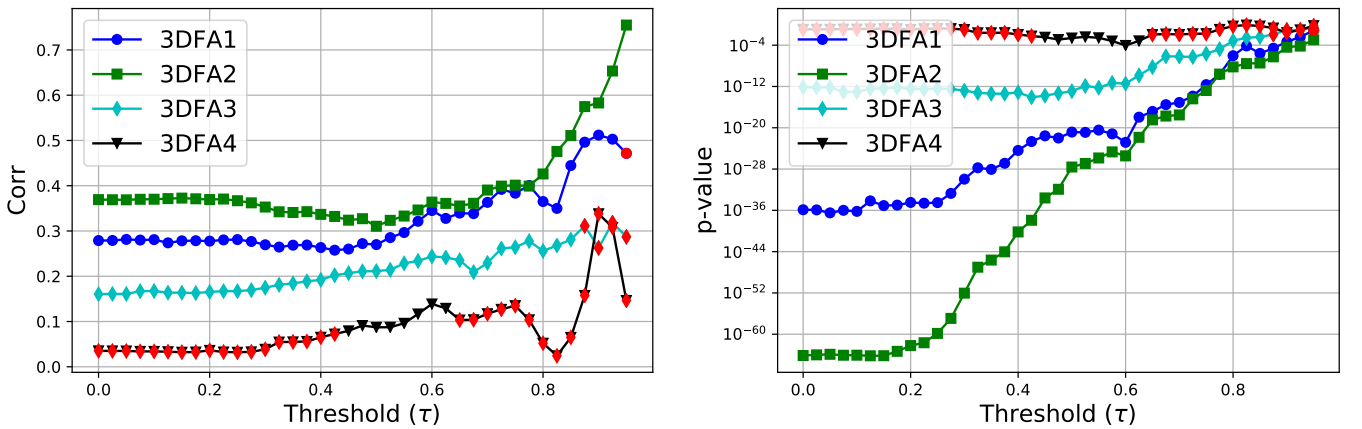 3DFA1
3DFA2
3DFA3
3DFA4
Corr
0.7
0.6
0.5
0.4
0.3
0.2
0.1
0.0
0.0 0.2 0.4 0.6 0.8
Threshold (τ)
3DFA1
3DFA2
3DFA3
3DFA4
p-value
10⁻⁴
10⁻¹²
10⁻²⁰
10⁻²⁸
10⁻³⁶
10⁻⁴⁴
10⁻⁵²
10⁻⁶⁰
0.0 0.2 0.4 0.6 0.8
Threshold (τ)